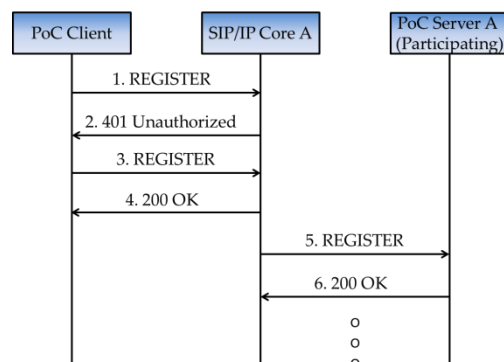 PoC Client
SIP/IP Core A
PoC Server A
(Participating)
1. REGISTER
2. 401 Unauthorized
3. REGISTER
4. 200 OK
5. REGISTER
6. 200 OK
o
o
o